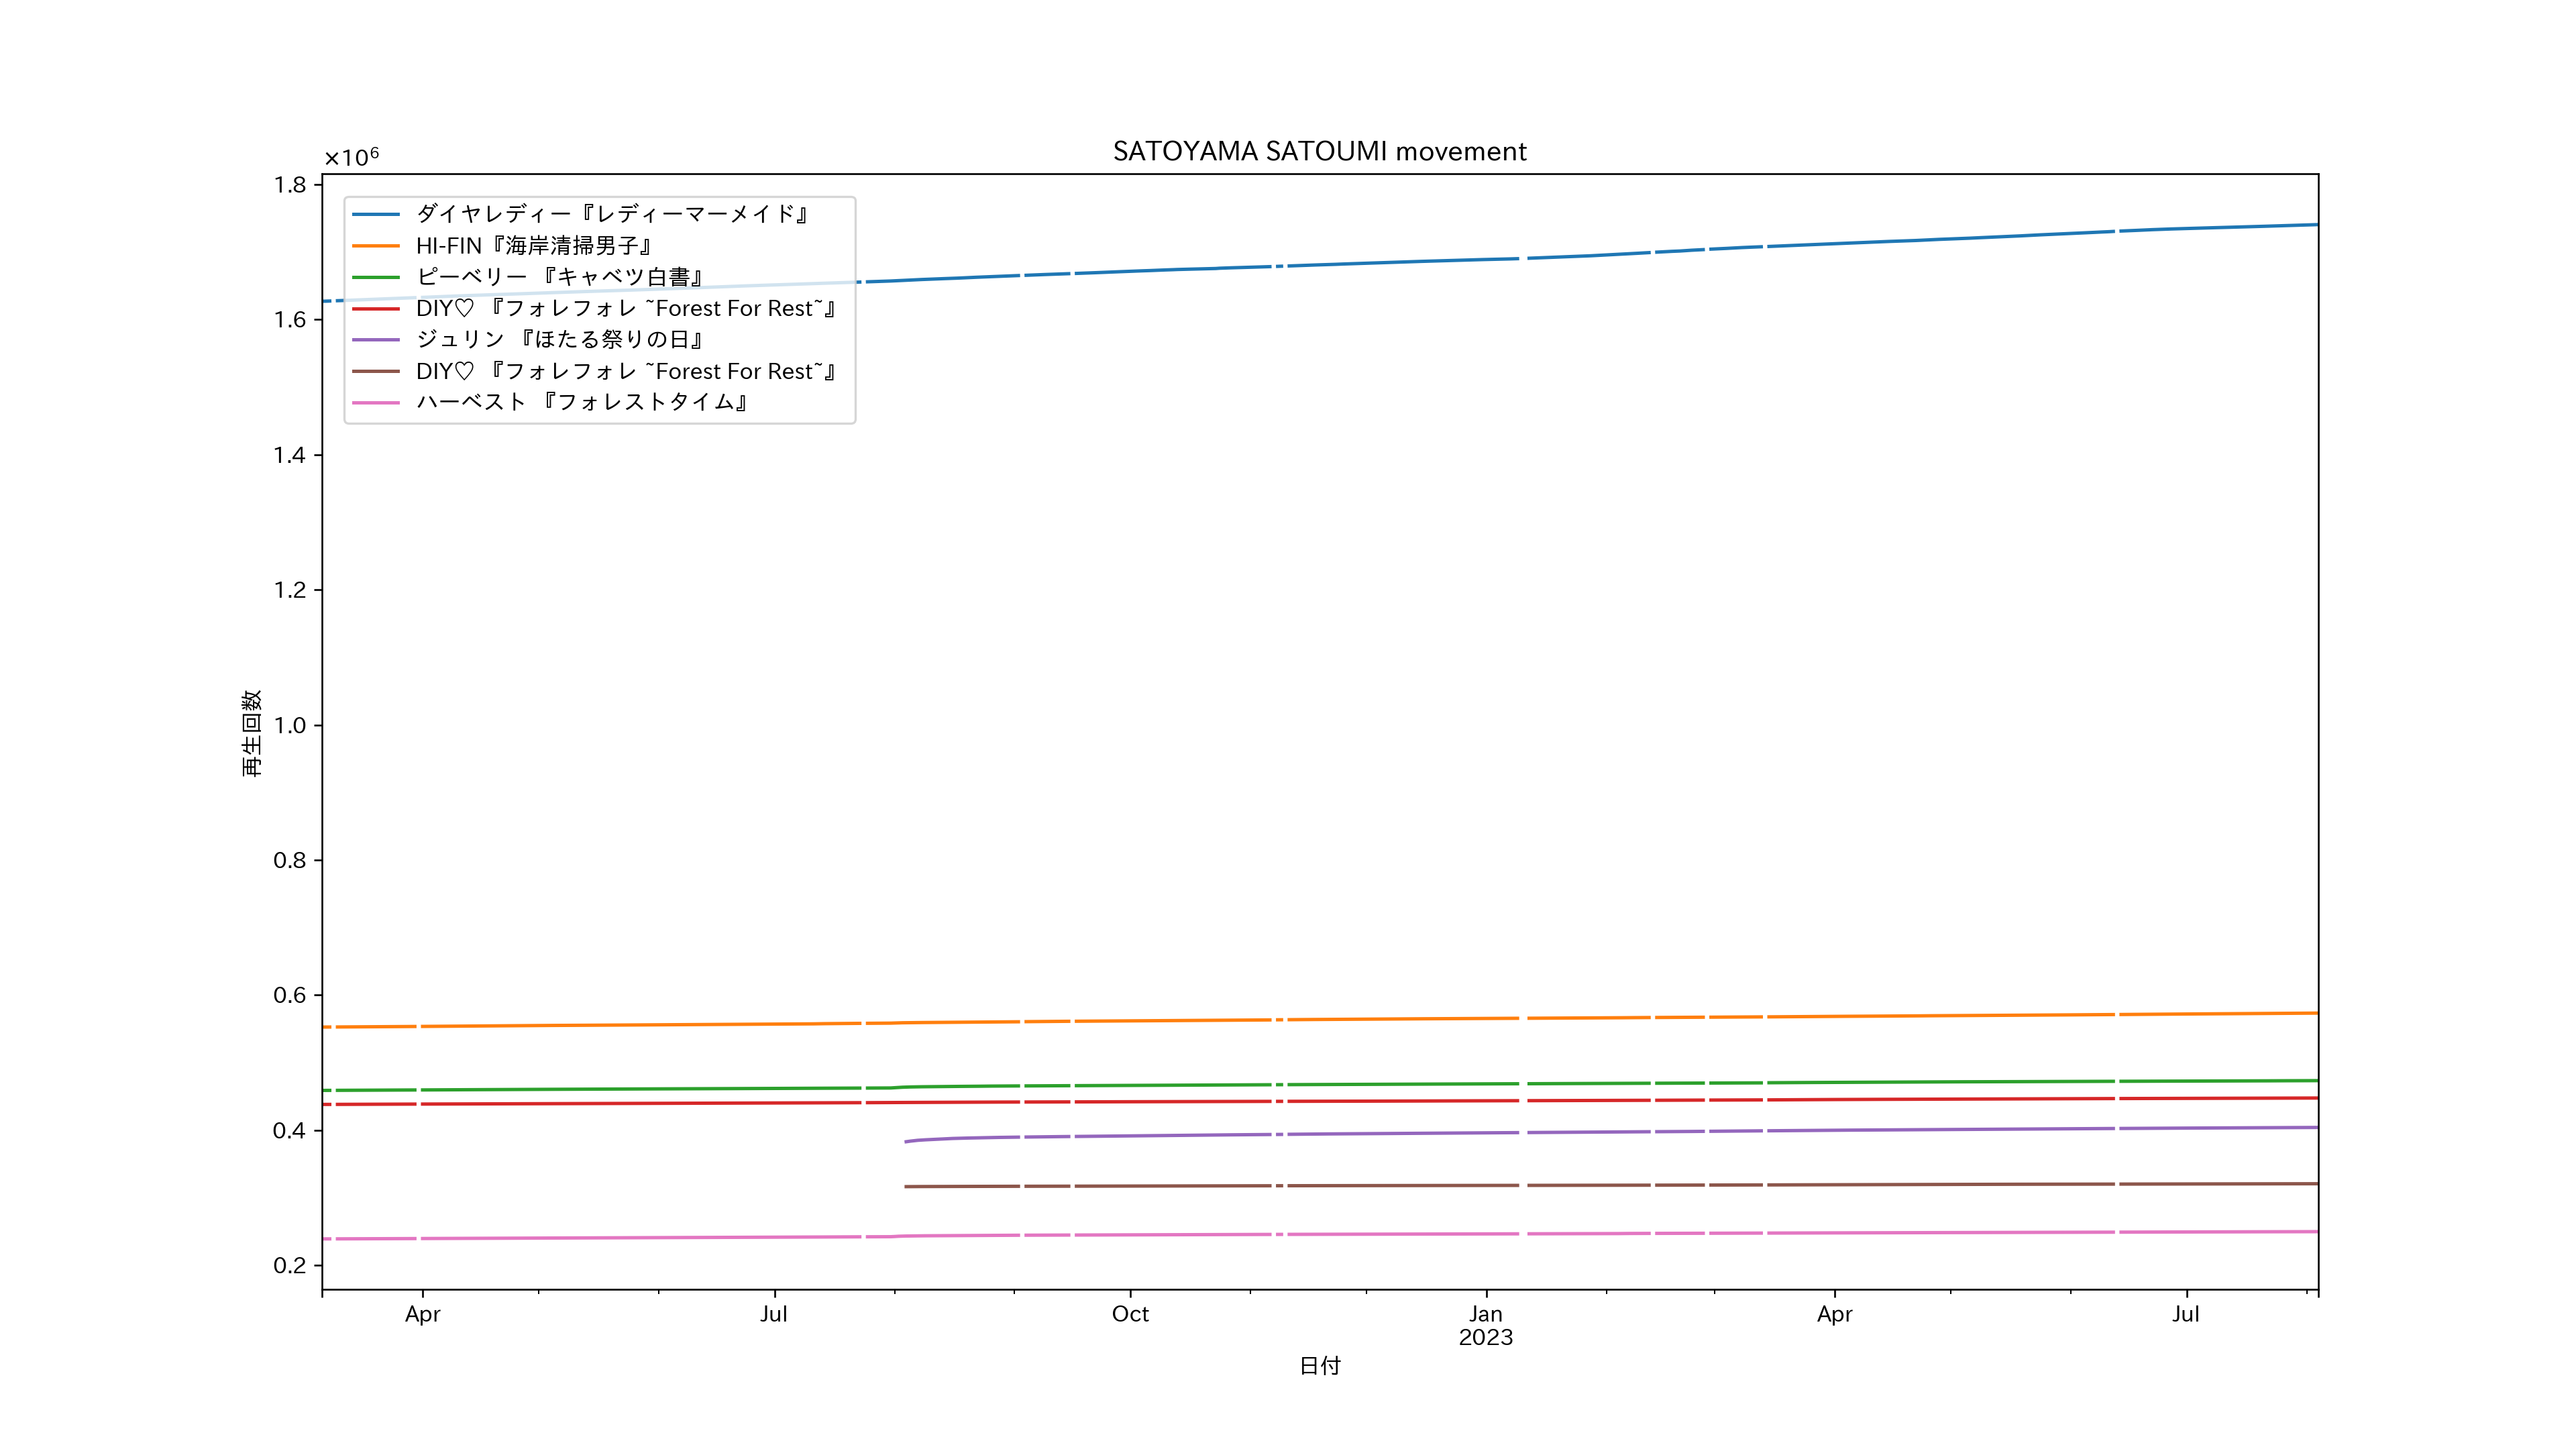 SATOYAMA SATOUMI movement
×10⁶
1.8
1.6
1.4
1.2
1.0
0.8
0.6
0.4
0.2
再生回数
ダイヤレディー『レディーマーメイド』
HI-FIN『海岸清掃男子』
ピーベリー 『キャベツ白書』
DIY♡ 『フォレフォレ ~Forest For Rest~』
ジュリン 『ほたる祭りの日』
DIY♡ 『フォレフォレ ~Forest For Rest~』
ハーベスト 『フォレストタイム』
Apr Jul Oct Jan Apr Jul
2023
日付